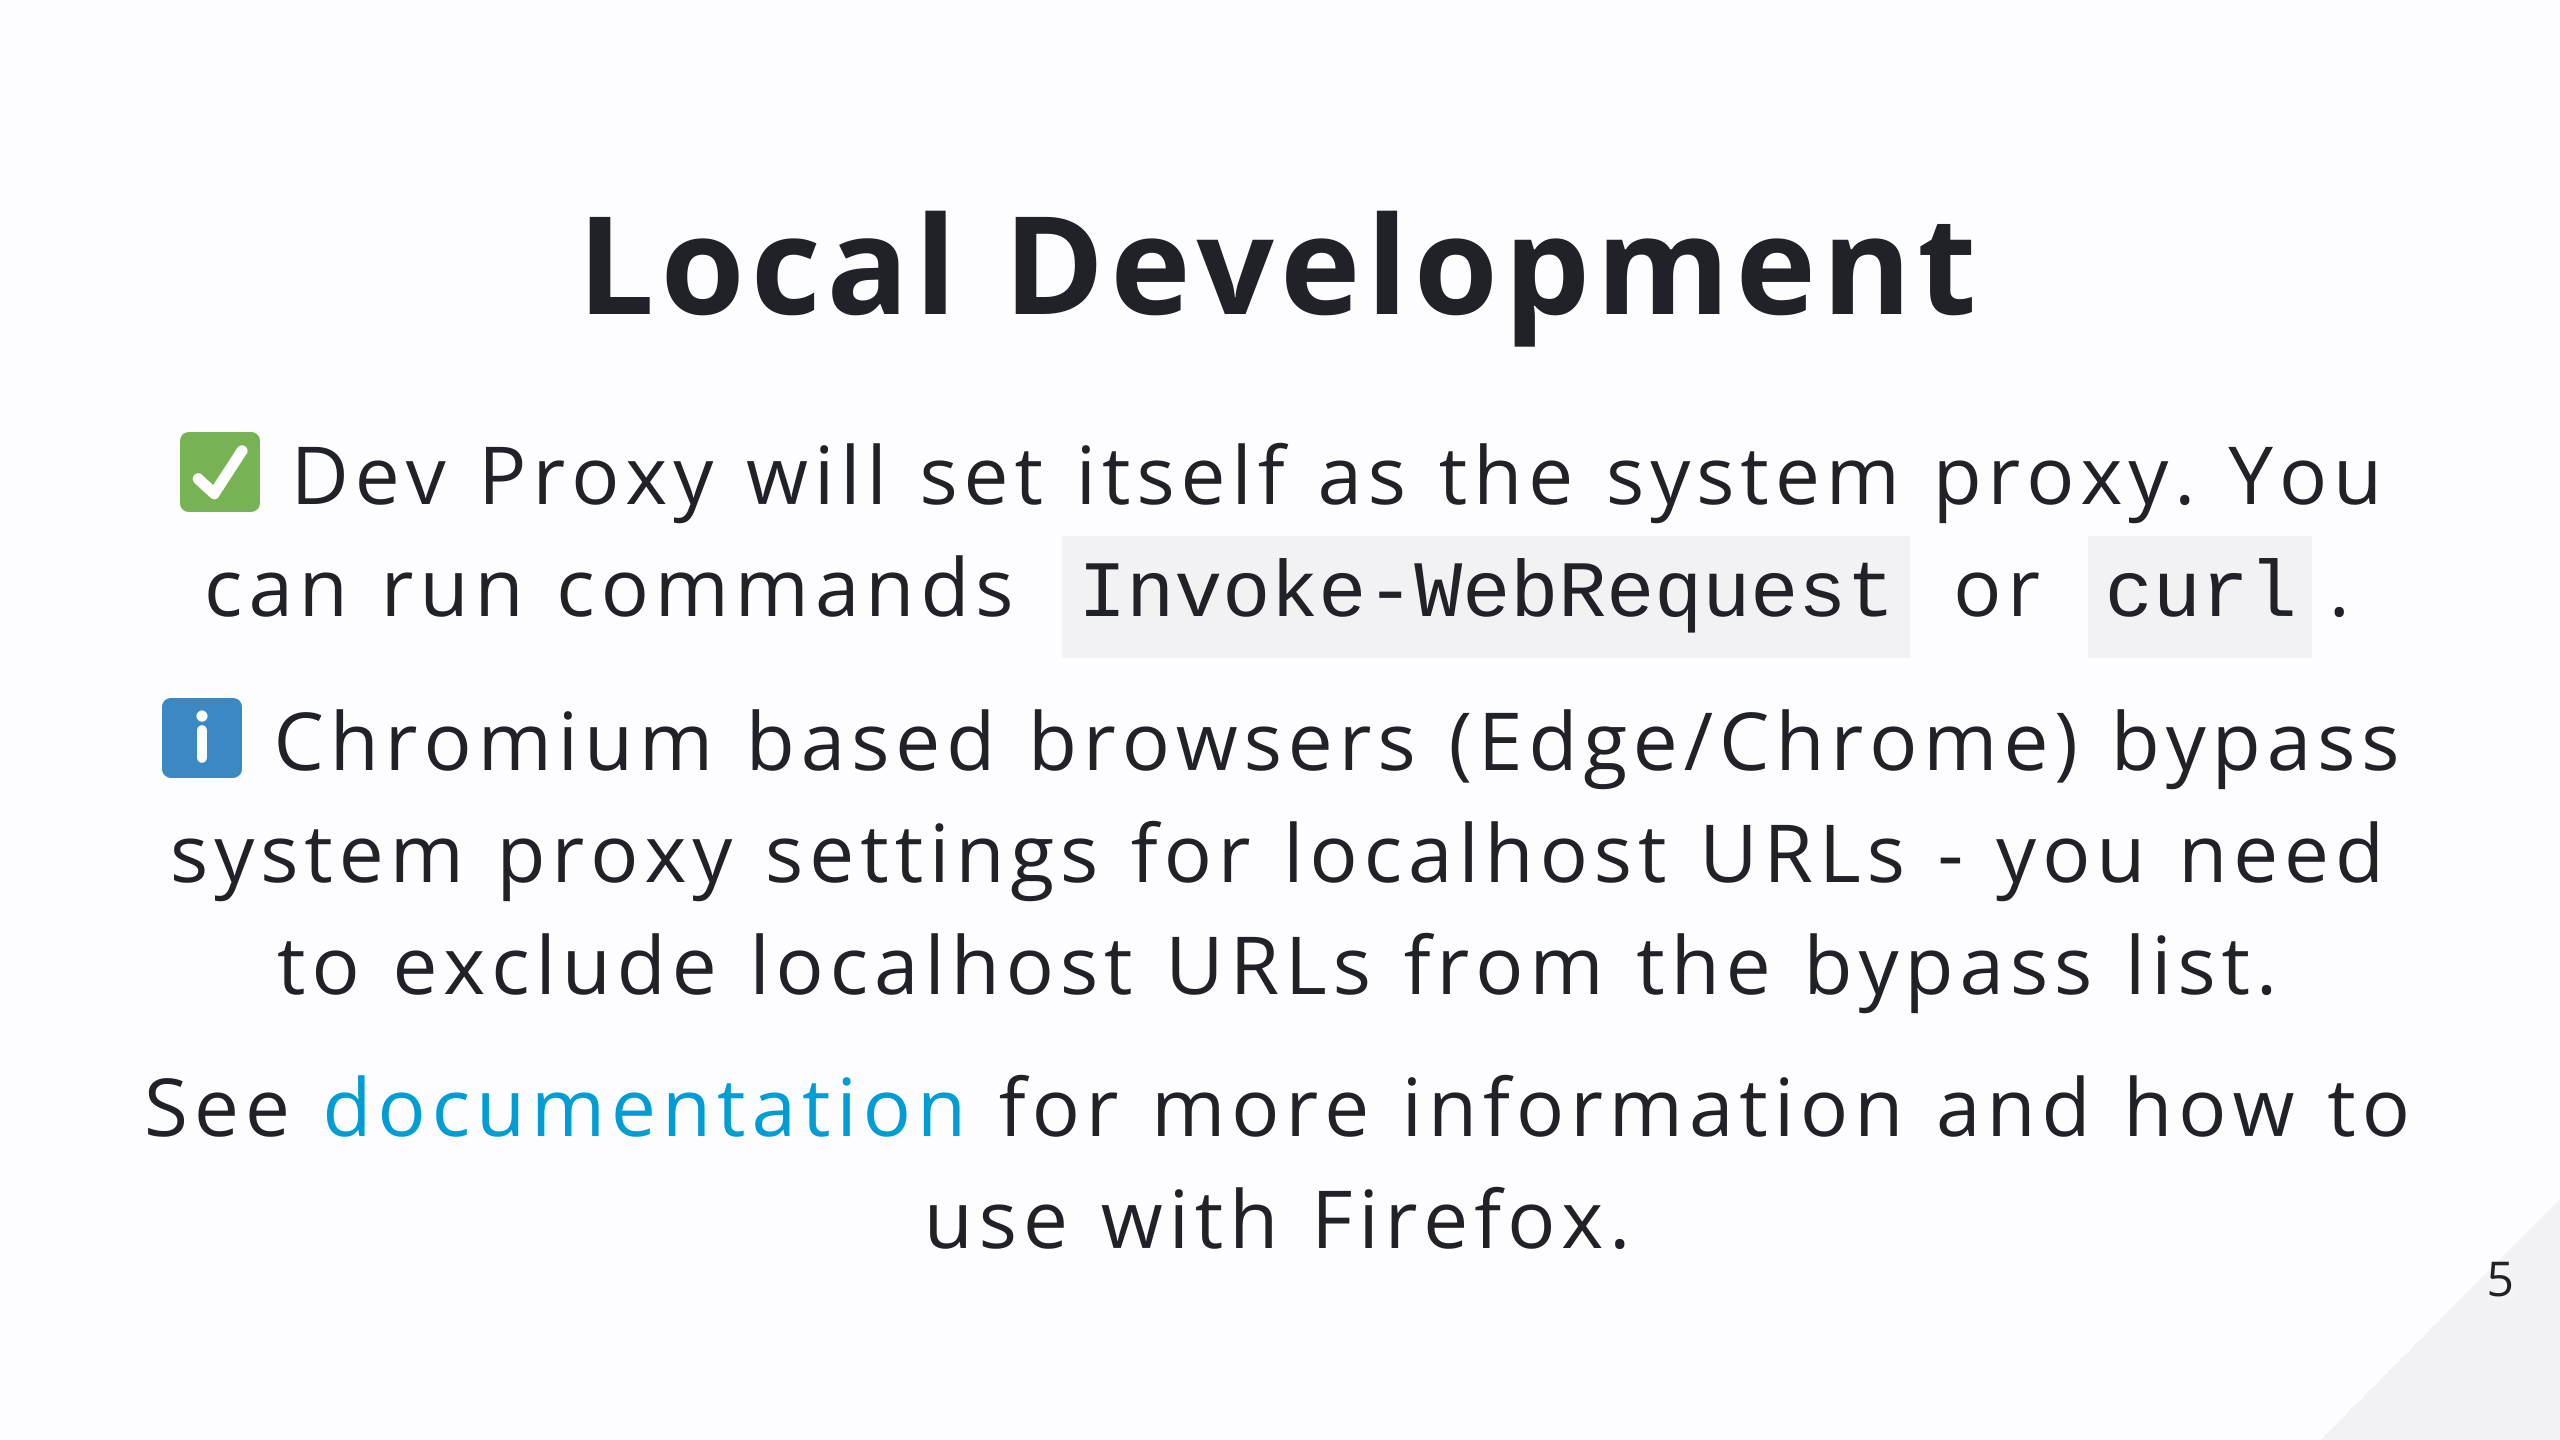 Local Development
✅ Dev Proxy will set itself as the system proxy. You
can run commands Invoke-WebRequest or curl.
ℹ️ Chromium based browsers (Edge/Chrome) bypass
system proxy settings for localhost URLs - you need
to exclude localhost URLs from the bypass list.
See documentation for more information and how to
use with Firefox.
5